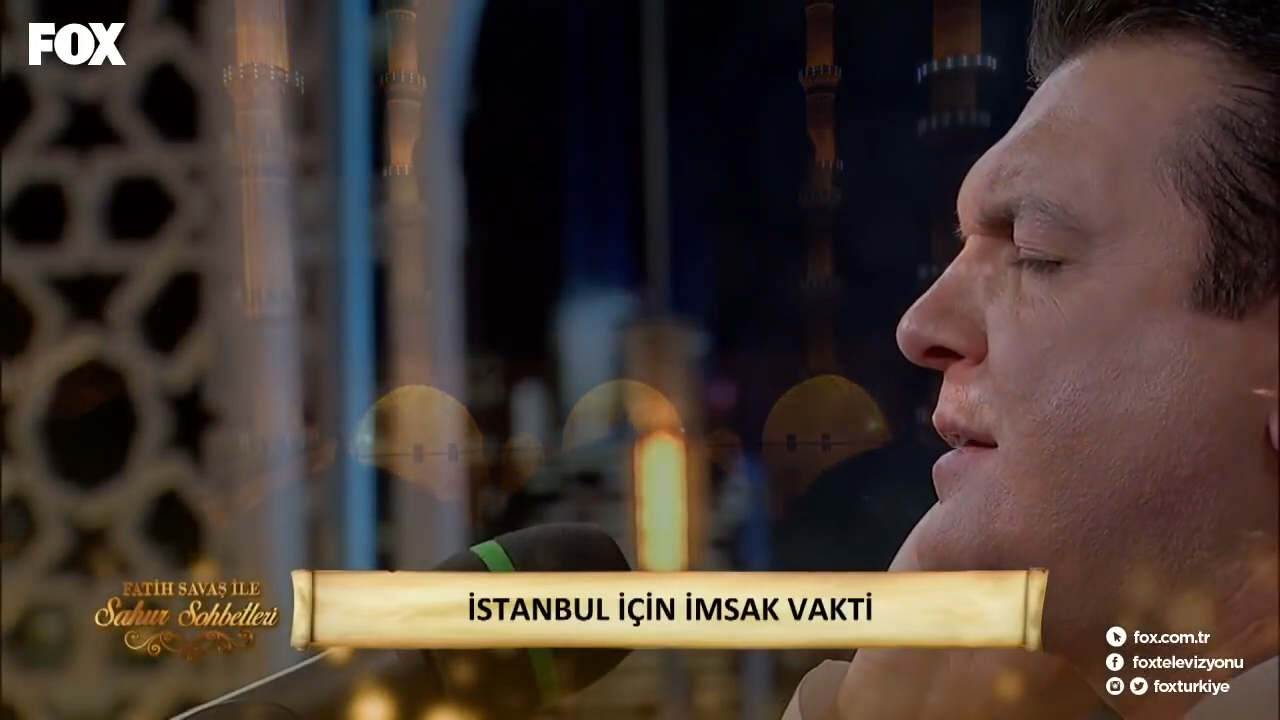 FOX
FATİH SAVAŞ İLE
Sahur Sohbetleri
İSTANBUL İÇİN İMSAK VAKTİ
fox.com.tr
foxtelevizyonu
foxturkiye